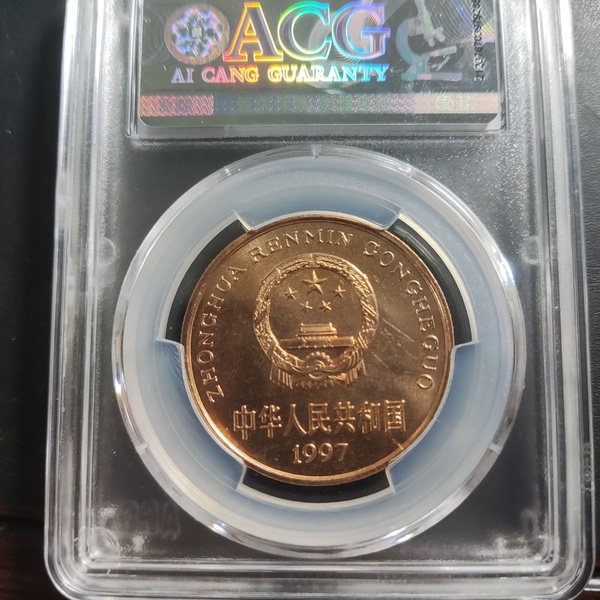 ACG
AI CANG GUARANTY
ZHONGHUA RENMIN GONGHEGUO
中华人民共和国
1997